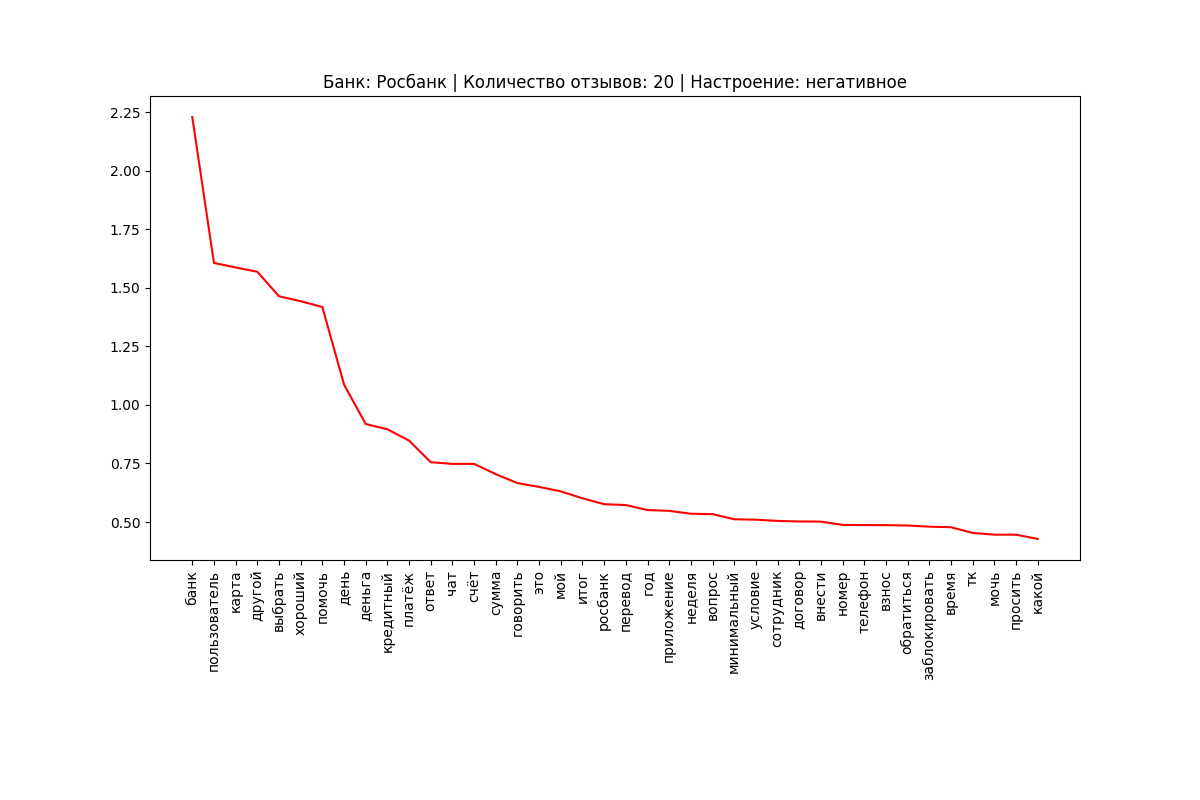 Банк: Росбанк | Количество отзывов: 20 | Настроение: негативное
2.25
2.00
1.75
1.50
1.25
1.00
0.75
0.50
банк
пользователь
карта
другой
выбрать
хороший
помочь
день
деньга
кредитный
платёж
ответ
чат
счёт
сумма
говорить
это
мой
итог
росбанк
перевод
год
приложение
неделя
вопрос
минимальный
условие
сотрудник
договор
внести
номер
телефон
взнос
обратиться
заблокировать
время
тк
мочь
просить
какой